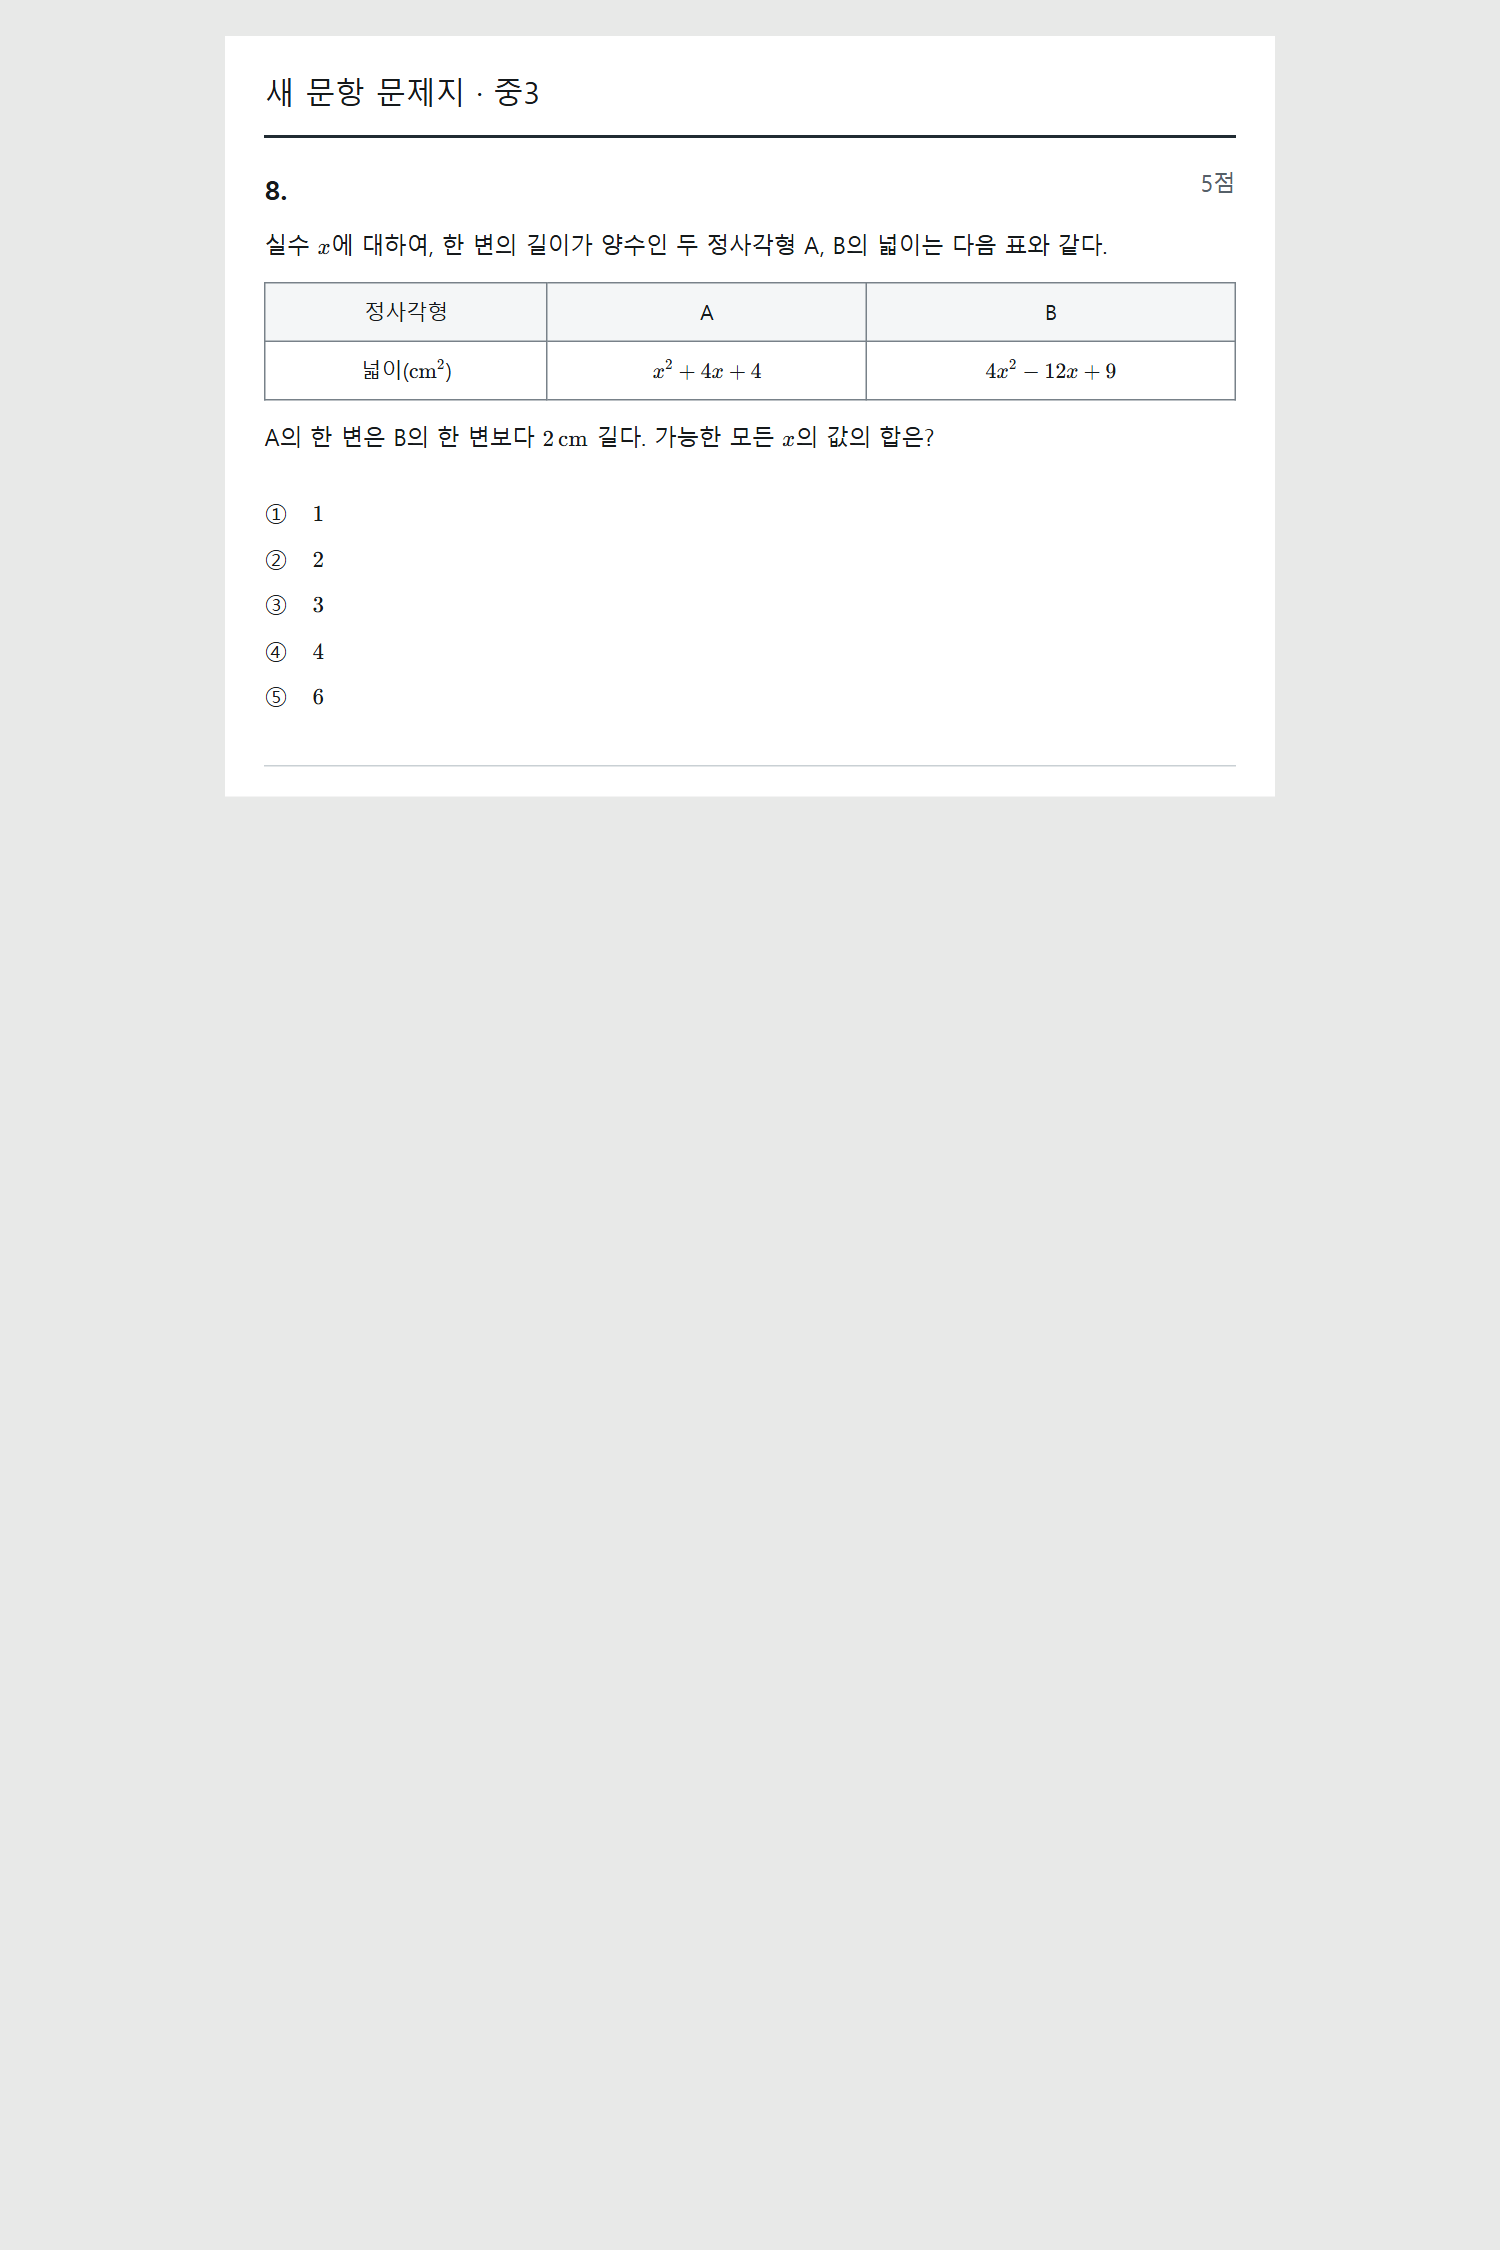 새 문항 문제지 · 중3
8.
5점
실수 x에 대하여, 한 변의 길이가 양수인 두 정사각형 A, B의 넓이는 다음 표와 같다.
정사각형 A B
넓이(cm²) x² + 4x + 4 4x² − 12x + 9
A의 한 변은 B의 한 변보다 2 cm 길다. 가능한 모든 x의 값의 합은?
① 1
② 2
③ 3
④ 4
⑤ 6